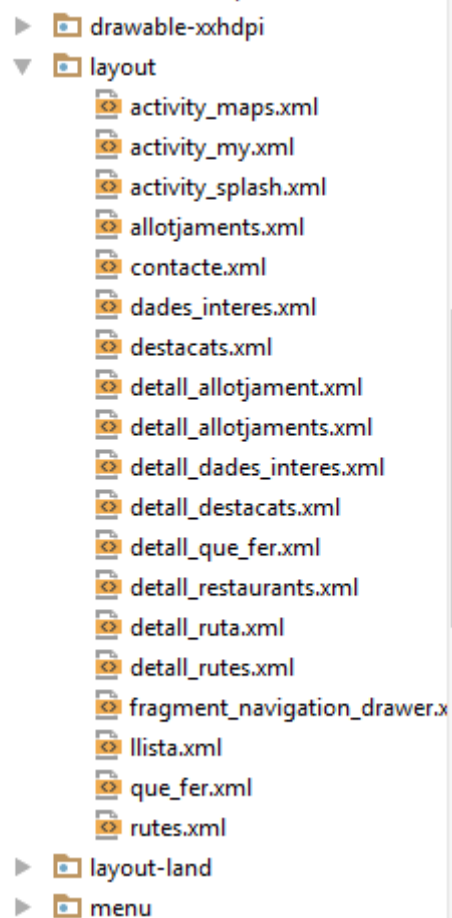 drawable-xxhdpi
layout
activity_maps.xml
activity_my.xml
activity_splash.xml
allotjaments.xml
contacte.xml
dades_interes.xml
destacats.xml
detall_allotjament.xml
detall_allotjaments.xml
detall_dades_interes.xml
detall_destacats.xml
detall_que_fer.xml
detall_restaurants.xml
detall_ruta.xml
detall_rutes.xml
fragment_navigation_drawer.x
llista.xml
que_fer.xml
rutes.xml
layout-land
menu